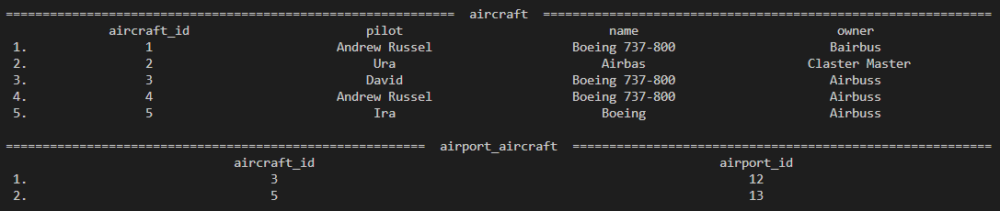 ============================================================= aircraft =============================================================
aircraft_id pilot name owner
1. 1 Andrew Russel Boeing 737-800 Bairbus
2. 2 Ura Airbas Claster Master
3. 3 David Boeing 737-800 Airbuss
4. 4 Andrew Russel Boeing 737-800 Airbuss
5. 5 Ira Boeing Airbuss
========================================================= airport_aircraft =========================================================
aircraft_id airport_id
1. 3 12
2. 5 13